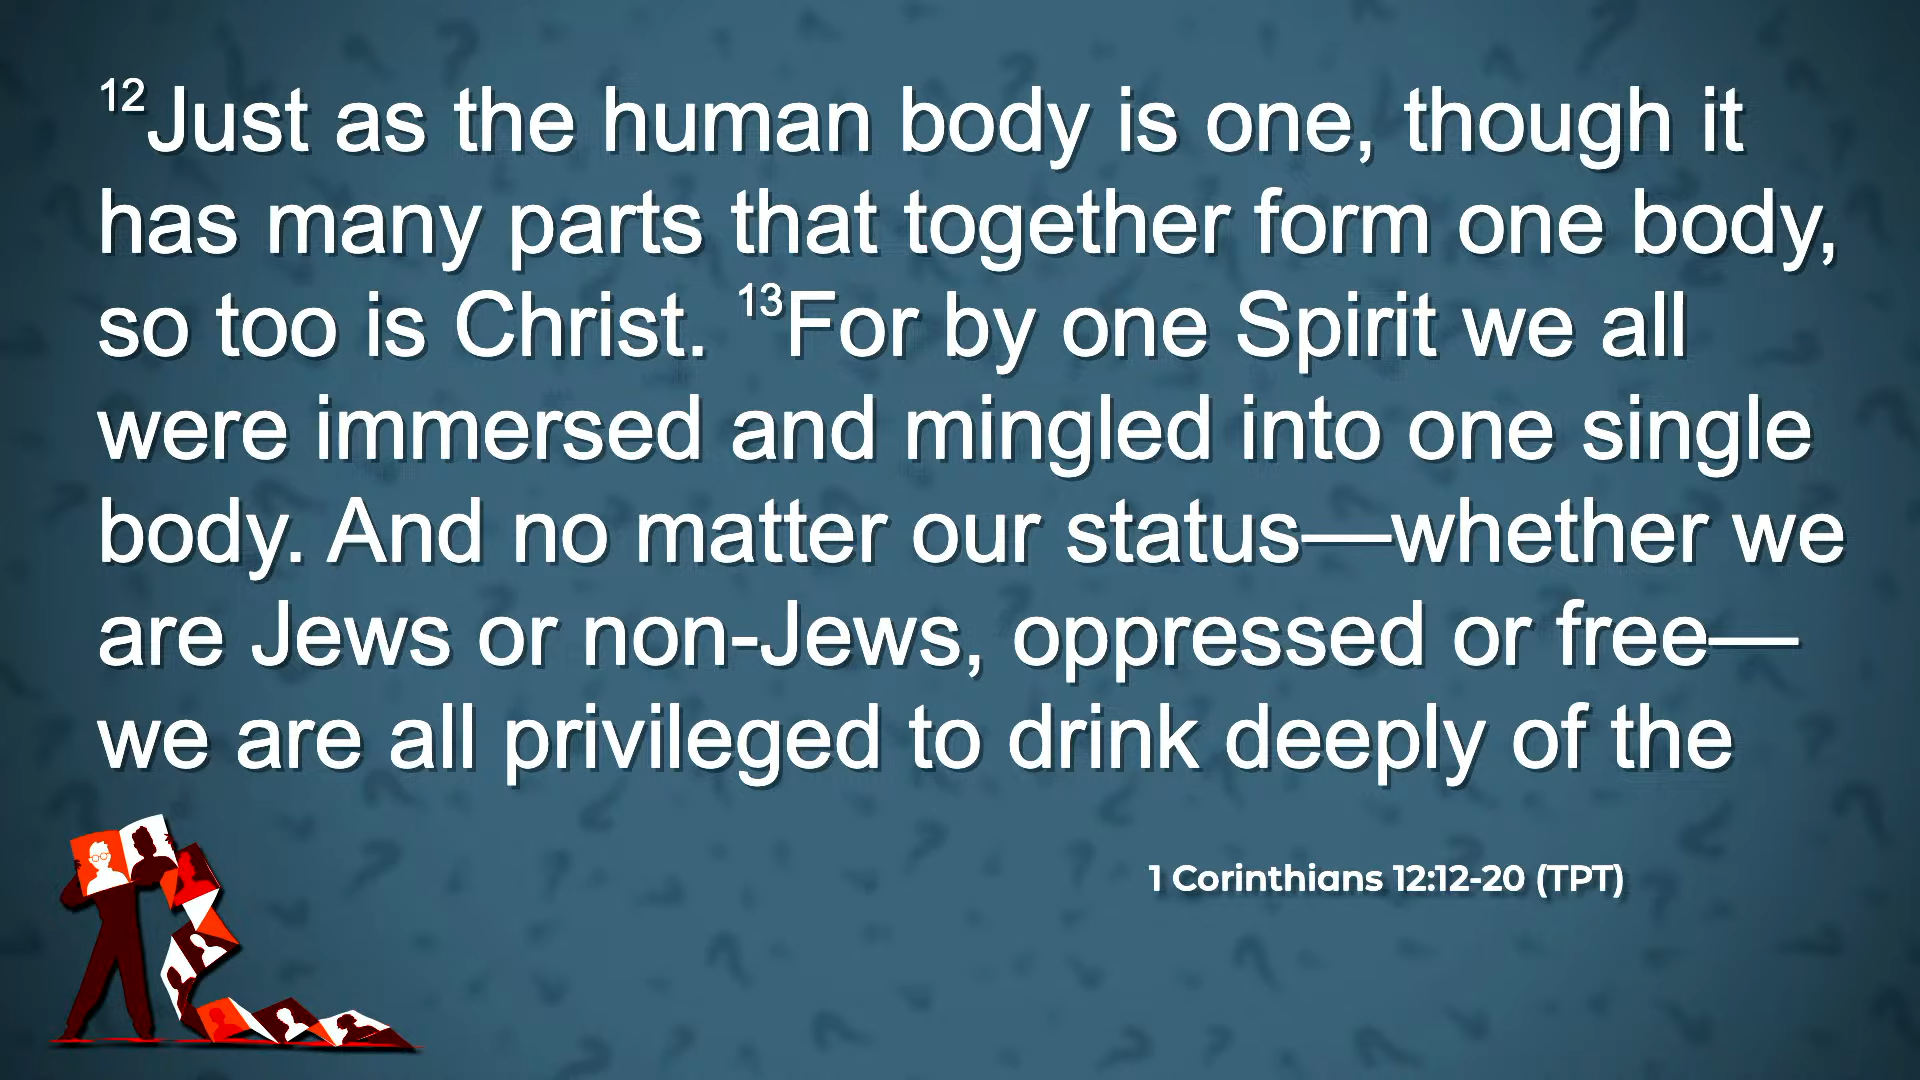 12Just as the human body is one, though it
has many parts that together form one body,
so too is Christ. 13For by one Spirit we all
were immersed and mingled into one single
body. And no matter our status—whether we
are Jews or non-Jews, oppressed or free—
we are all privileged to drink deeply of the
1 Corinthians 12:12-20 (TPT)